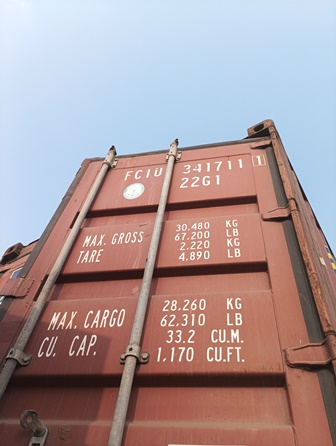 FCIU 341711 1
22G1
MAX. GROSS 30.480 KG
67.200 LB
TARE 2.220 KG
4.890 LB
MAX. CARGO 28.260 KG
62,310 LB
CU. CAP. 33.2 CU.M.
1,170 CU.FT.